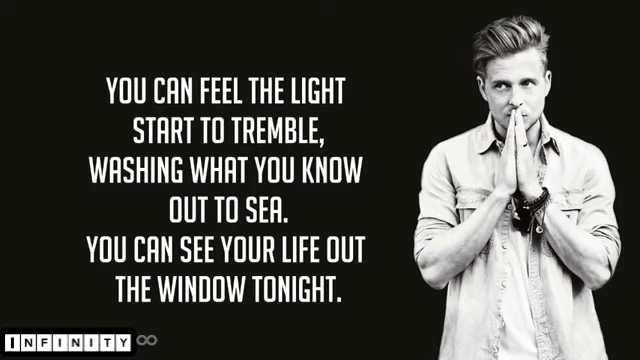 YOU CAN FEEL THE LIGHT
START TO TREMBLE,
WASHING WHAT YOU KNOW
OUT TO SEA.
YOU CAN SEE YOUR LIFE OUT
THE WINDOW TONIGHT.
INFINITY